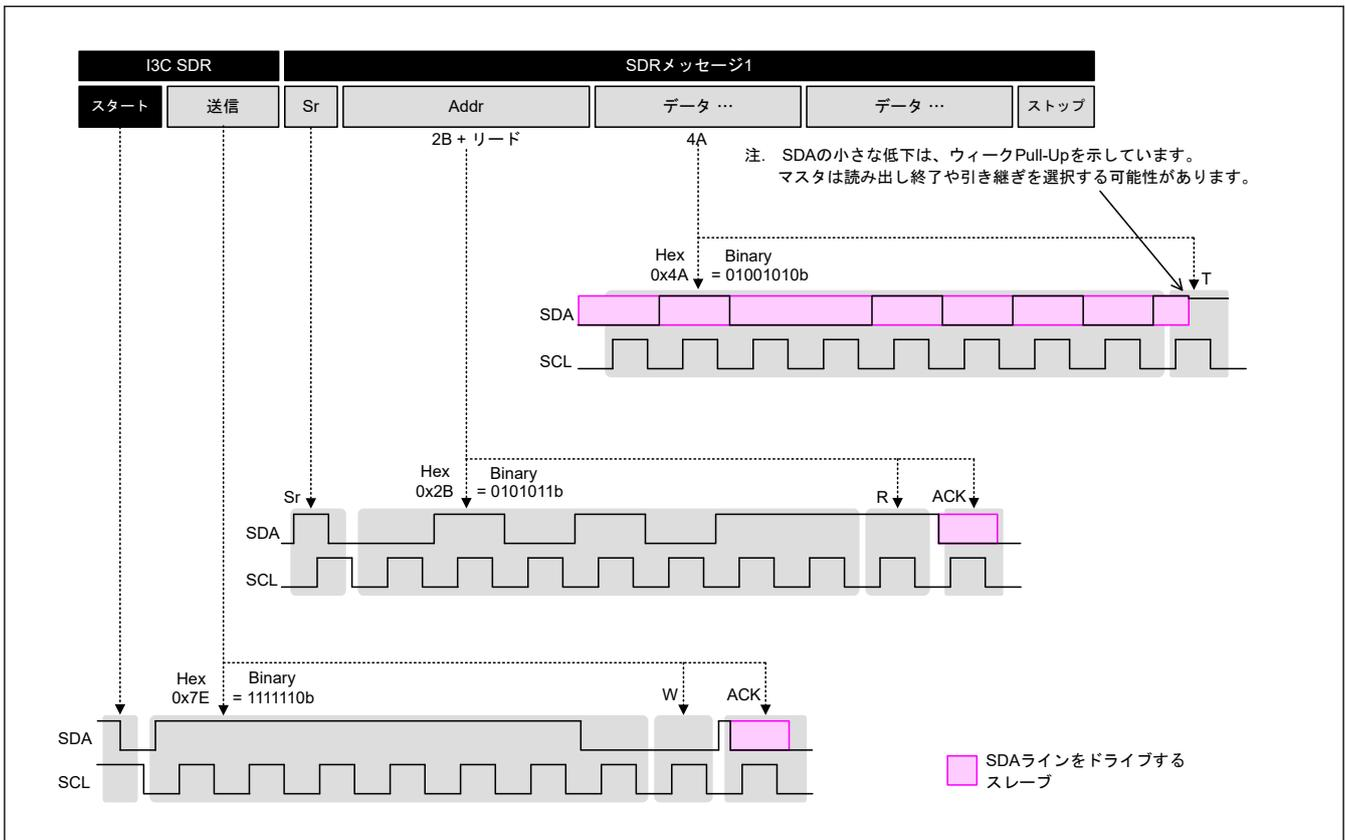 I3C SDR
SDRメッセージ1
スタート
送信
Sr
Addr
データ …
データ …
ストップ
2B + リード
4A
注. SDAの小さな低下は、ウィークPull-Upを示しています。
マスタは読み出し終了や引き継ぎを選択する可能性があります。
Hex
Binary
0x4A
= 01001010b
T
SDA
SCL
Hex
Binary
0x2B
= 0101011b
Sr
R
ACK
SDA
SCL
Hex
Binary
0x7E
= 1111110b
W
ACK
SDA
SCL
SDAラインをドライブする
スレーブ